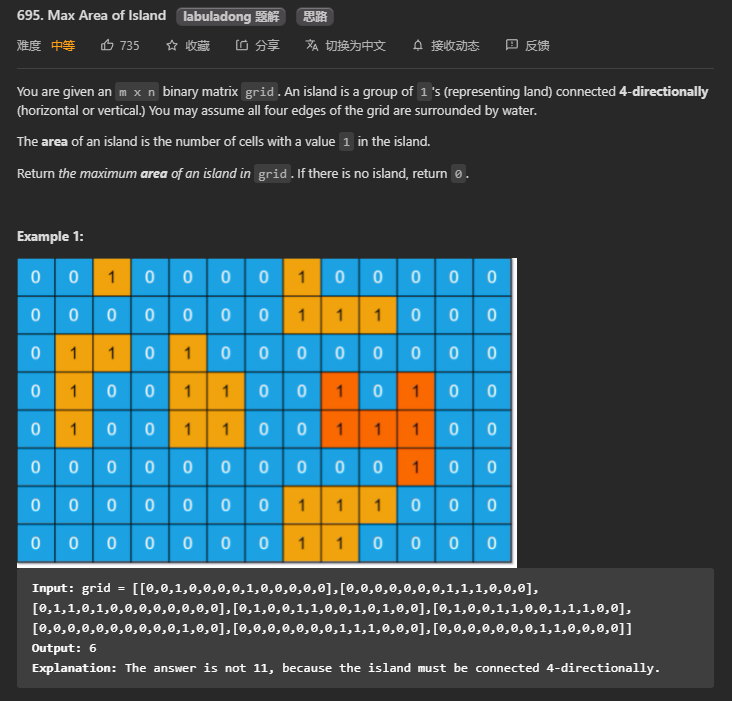 695. Max Area of Island labuladong 题解 思路
难度 中等 735 收藏 分享 切换为中文 接收动态 反馈
You are given an m x n binary matrix grid. An island is a group of 1's (representing land) connected 4-directionally
(horizontal or vertical.) You may assume all four edges of the grid are surrounded by water.
The area of an island is the number of cells with a value 1 in the island.
Return the maximum area of an island in grid. If there is no island, return 0.
Example 1:
0 0 1 0 0 0 0 1 0 0 0 0 0
0 0 0 0 0 0 0 1 1 1 0 0 0
0 1 1 0 1 0 0 0 0 0 0 0 0
0 1 0 0 1 1 0 0 1 0 1 0 0
0 1 0 0 1 1 0 0 1 1 1 0 0
0 0 0 0 0 0 0 0 0 0 1 0 0
0 0 0 0 0 0 0 1 1 1 0 0 0
0 0 0 0 0 0 0 1 1 0 0 0 0
Input: grid = [[0,0,1,0,0,0,0,1,0,0,0,0,0],[0,0,0,0,0,0,0,1,1,1,0,0,0],
[0,1,1,0,1,0,0,0,0,0,0,0,0],[0,1,0,0,1,1,0,0,1,0,1,0,0],[0,1,0,0,1,1,0,0,1,1,1,0,0],
[0,0,0,0,0,0,0,0,0,0,1,0,0],[0,0,0,0,0,0,0,1,1,1,0,0,0],[0,0,0,0,0,0,0,1,1,0,0,0,0]]
Output: 6
Explanation: The answer is not 11, because the island must be connected 4-directionally.